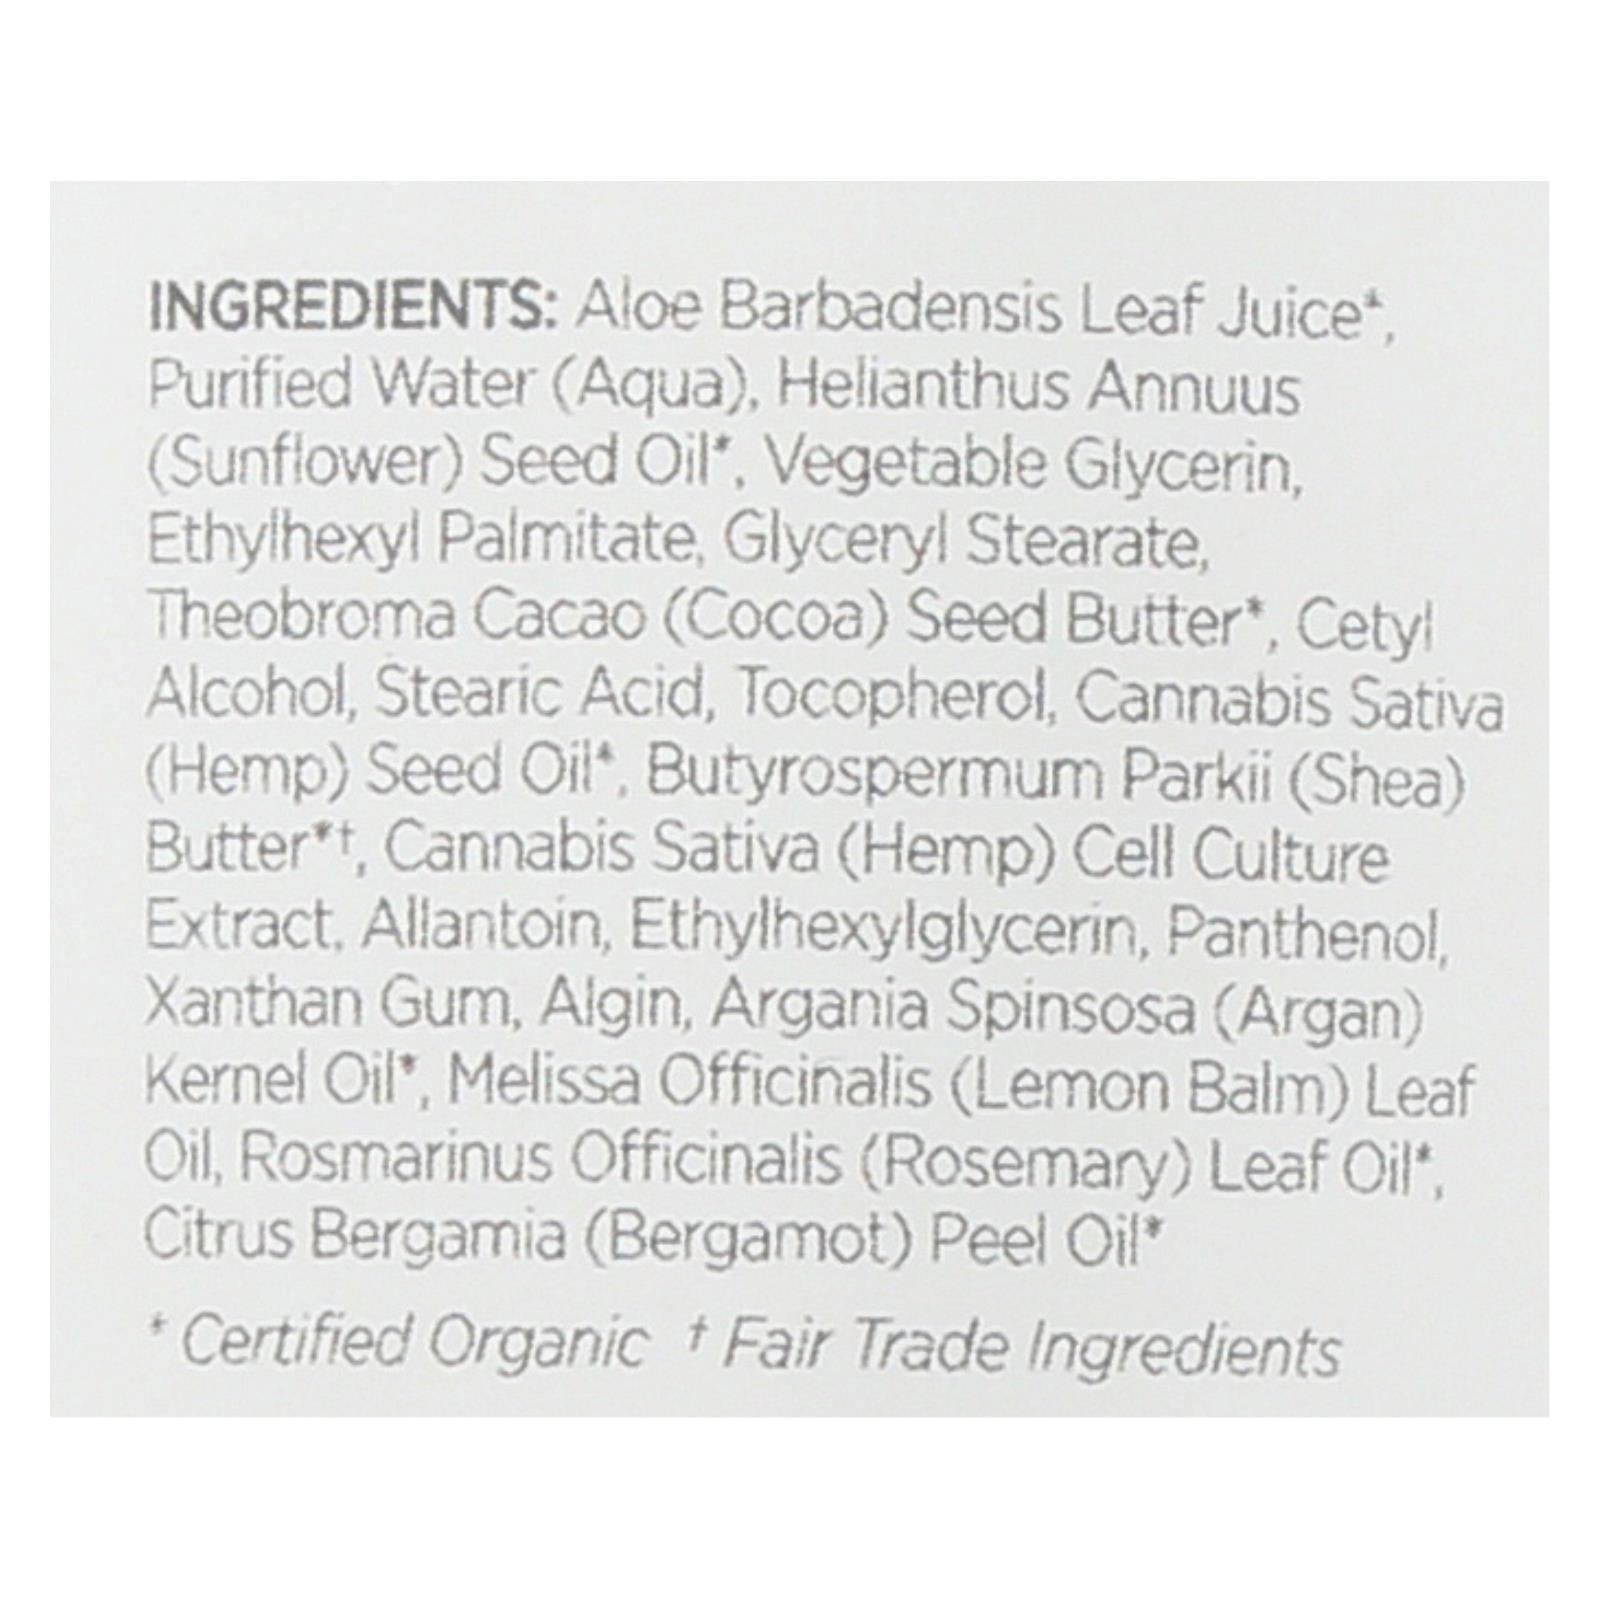 INGREDIENTS: Aloe Barbadensis Leaf Juice*,
Purified Water (Aqua), Helianthus Annuus
(Sunflower) Seed Oil*, Vegetable Glycerin,
Ethylhexyl Palmitate, Glyceryl Stearate,
Theobroma Cacao (Cocoa) Seed Butter*, Cetyl
Alcohol, Stearic Acid, Tocopherol, Cannabis Sativa
(Hemp) Seed Oil*, Butyrospermum Parkii (Shea)
Butter*†, Cannabis Sativa (Hemp) Cell Culture
Extract, Allantoin, Ethylhexylglycerin, Panthenol,
Xanthan Gum, Algin, Argania Spinsosa (Argan)
Kernel Oil*, Melissa Officinalis (Lemon Balm) Leaf
Oil, Rosmarinus Officinalis (Rosemary) Leaf Oil*,
Citrus Bergamia (Bergamot) Peel Oil*
* Certified Organic † Fair Trade Ingredients